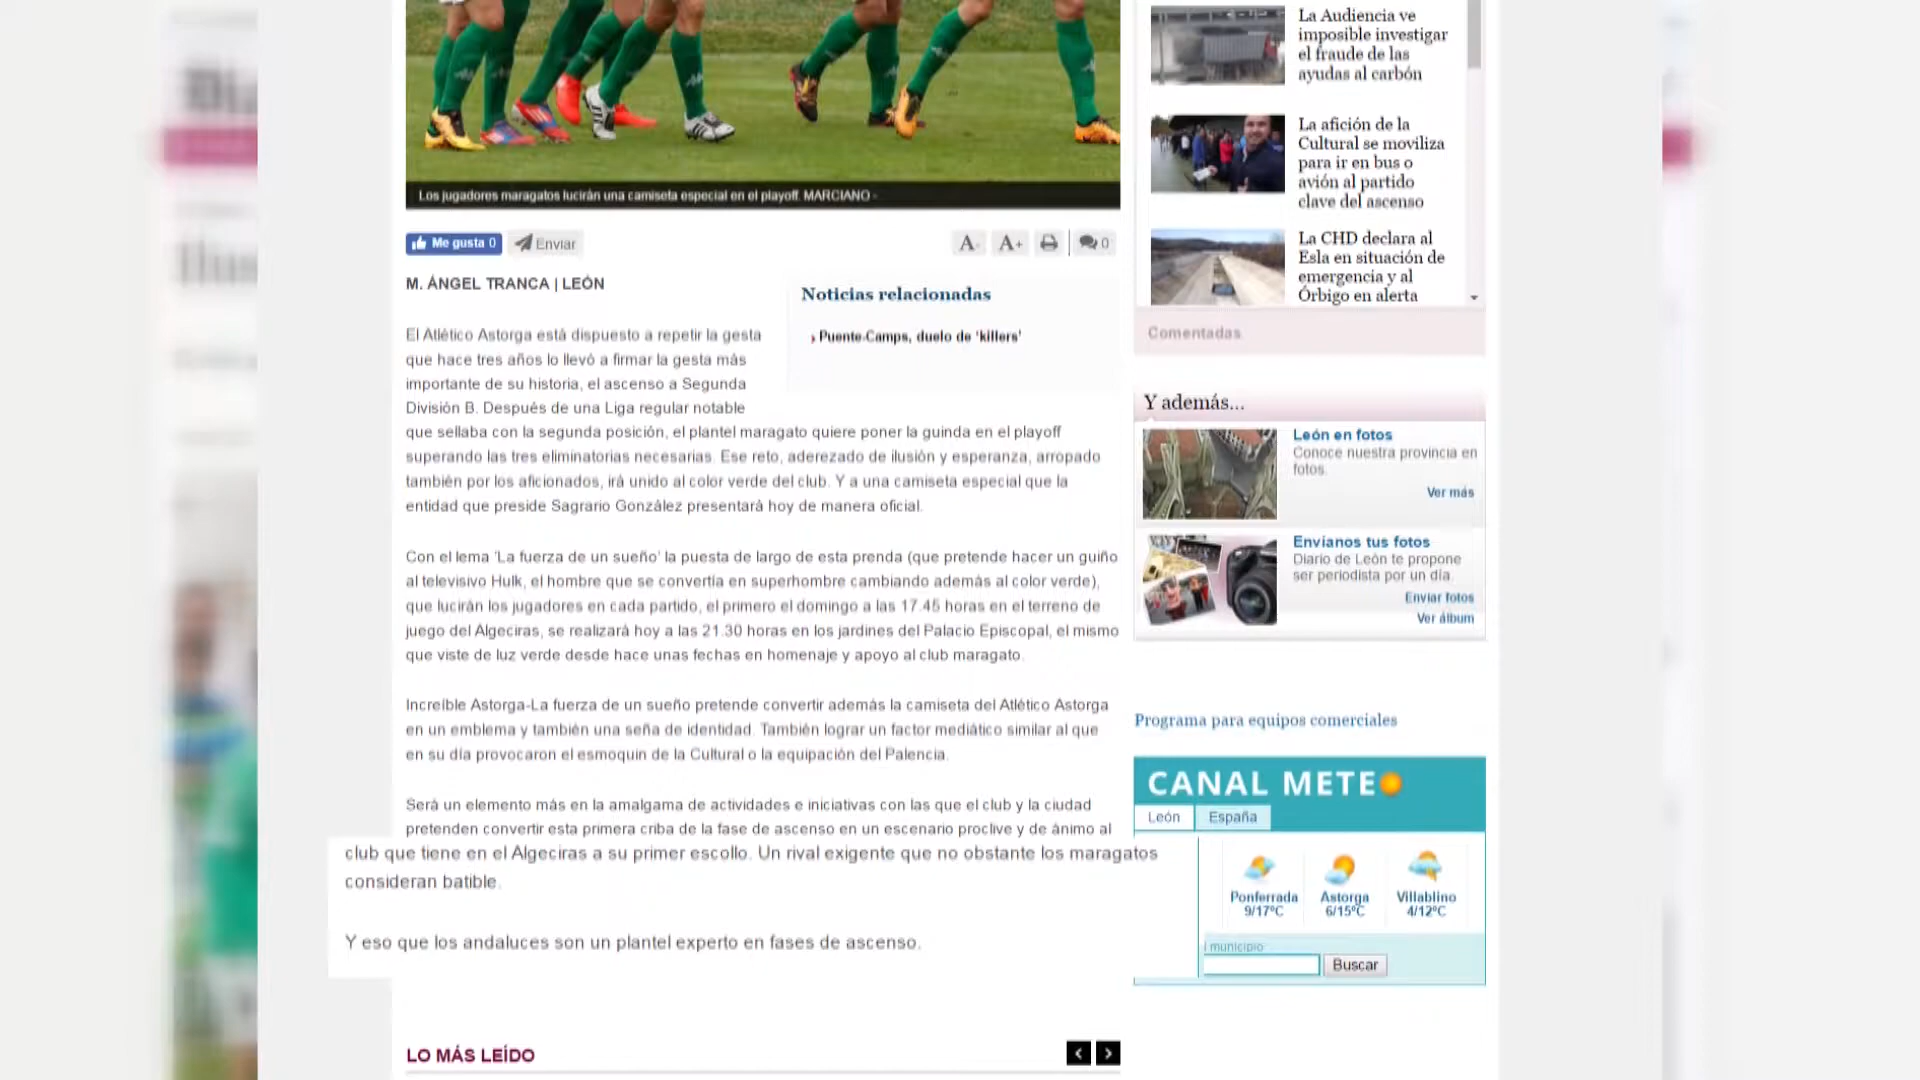 Los jugadores maragatos lucirán una camiseta especial en el playoff. MARCIANO -
Me gusta 0
Enviar
A-
A+
0
M. ÁNGEL TRANCA | LEÓN
Noticias relacionadas
Puente-Camps, duelo de ‘killers’
El Atlético Astorga está dispuesto a repetir la gesta
que hace tres años lo llevó a firmar la gesta más
importante de su historia, el ascenso a Segunda
División B. Después de una Liga regular notable
que sellaba con la segunda posición, el plantel maragato quiere poner la guinda en el playoff
superando las tres eliminatorias necesarias. Ese reto, aderezado de ilusión y esperanza, arropado
también por los aficionados, irá unido al color verde del club. Y a una camiseta especial que la
entidad que preside Sagrario González presentará hoy de manera oficial.
Con el lema ‘La fuerza de un sueño’ la puesta de largo de esta prenda (que pretende hacer un guiño
al televisivo Hulk, el hombre que se convertía en superhombre cambiando además al color verde),
que lucirán los jugadores en cada partido, el primero el domingo a las 17.45 horas en el terreno de
juego del Algeciras, se realizará hoy a las 21.30 horas en los jardines del Palacio Episcopal, el mismo
que viste de luz verde desde hace unas fechas en homenaje y apoyo al club maragato.
Increíble Astorga-La fuerza de un sueño pretende convertir además la camiseta del Atlético Astorga
en un emblema y también una seña de identidad. También lograr un factor mediático similar al que
en su día provocaron el esmoquin de la Cultural o la equipación del Palencia.
Será un elemento más en la amalgama de actividades e iniciativas con las que el club y la ciudad
pretenden convertir esta primera criba de la fase de ascenso en un escenario proclive y de ánimo al
club que tiene en el Algeciras a su primer escollo. Un rival exigente que no obstante los maragatos
consideran batible.
Y eso que los andaluces son un plantel experto en fases de ascenso.
LO MÁS LEÍDO
La Audiencia ve
imposible investigar
el fraude de las
ayudas al carbón
La afición de la
Cultural se moviliza
para ir en bus o
avión al partido
clave del ascenso
La CHD declara al
Esla en situación de
emergencia y al
Órbigo en alerta
Comentadas
Y además...
León en fotos
Conoce nuestra provincia en
fotos.
Ver más
Envíanos tus fotos
Diario de León te propone
ser periodista por un día.
Enviar fotos
Ver álbum
Programa para equipos comerciales
CANAL METEO
León
España
Ponferrada
9/17ºC
Astorga
6/15ºC
Villablino
4/12ºC
municipio
Buscar